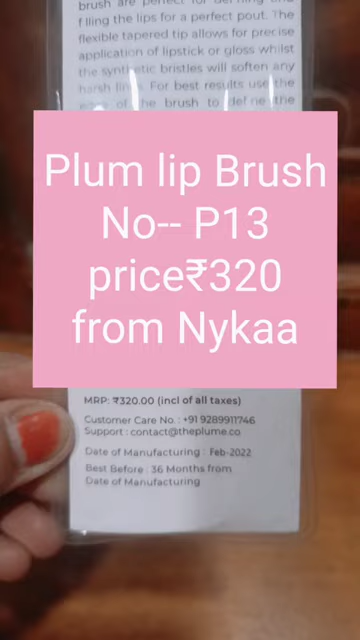 brush are perfect for defining and
filling the lips for a perfect pout. The
flexible tapered tip allows for precise
application of lipstick or gloss whilst
the synthetic bristles will soften any
harsh lines. For best results use the
edge of the brush to define the
Plum lip Brush
No-- P13
price₹320
from Nykaa
MRP: ₹320.00 (incl of all taxes)
Customer Care No. : +91 9289911746
Support : contact@theplume.co
Date of Manufacturing : Feb-2022
Best Before : 36 Months from
Date of Manufacturing